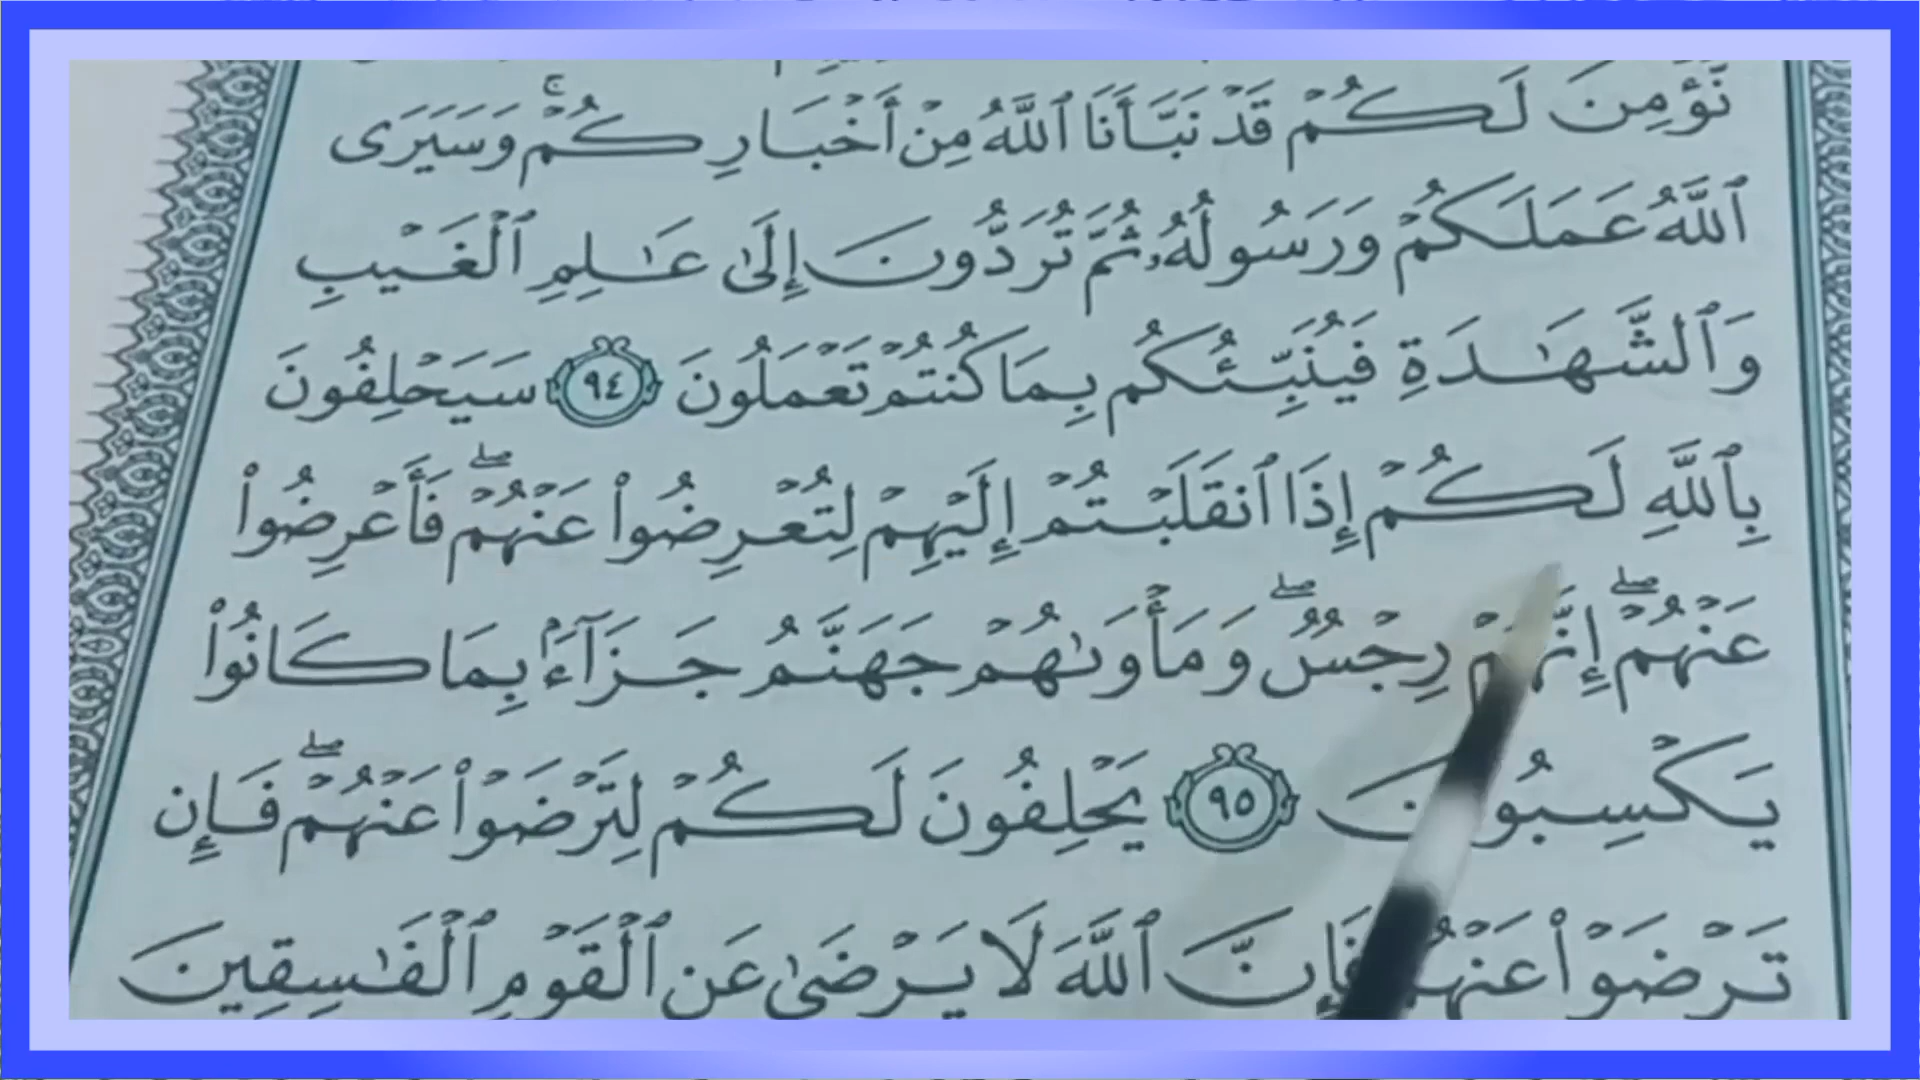 نُّؤْمِنَ لَكُمْ قَدْ نَبَّأَنَا ٱللَّهُ مِنْ أَخْبَارِكُمْ ۚ وَسَيَرَى
ٱللَّهُ عَمَلَكُمْ وَرَسُولُهُۥ ثُمَّ تُرَدُّونَ إِلَىٰ عَـٰلِمِ ٱلْغَيْبِ
وَٱلشَّهَـٰدَةِ فَيُنَبِّئُكُم بِمَا كُنتُمْ تَعْمَلُونَ ٩٤ سَيَحْلِفُونَ
بِٱللَّهِ لَكُمْ إِذَا ٱنقَلَبْتُمْ إِلَيْهِمْ لِتُعْرِضُوا۟ عَنْهُمْ ۖ فَأَعْرِضُوا۟
عَنْهُمْ ۖ إِنَّهُمْ رِجْسٌ ۖ وَمَأْوَىٰهُمْ جَهَنَّمُ جَزَآءًۢ بِمَا كَانُوا۟
يَكْسِبُونَ ٩٥ يَحْلِفُونَ لَكُمْ لِتَرْضَوْا۟ عَنْهُمْ ۖ فَإِن
تَرْضَوْا۟ عَنْهُمْ فَإِنَّ ٱللَّهَ لَا يَرْضَىٰ عَنِ ٱلْقَوْمِ ٱلْفَـٰسِقِينَ